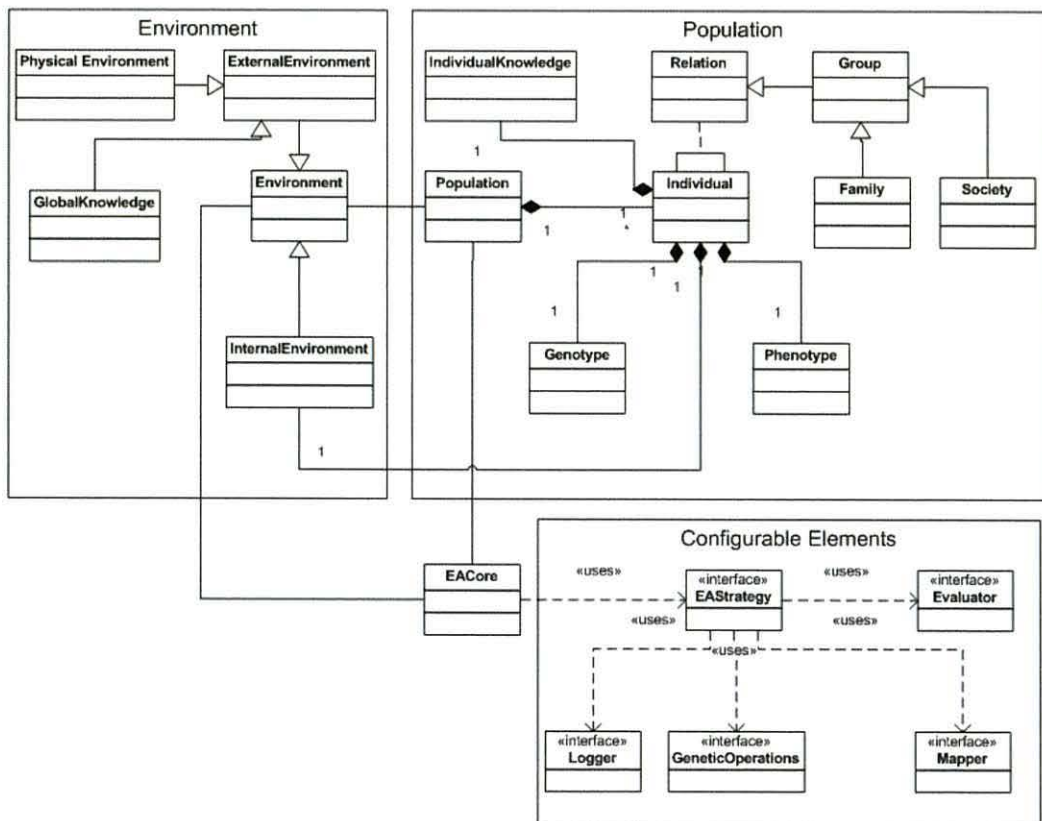 Environment
Population
Physical Environment
ExternalEnvironment
IndividualKnowledge
Relation
Group
1
GlobalKnowledge
Environment
Population
Individual
Family
Society
1
1
*
1
1
1
1
1
InternalEnvironment
Genotype
Phenotype
1
Configurable Elements
EACore
«uses»
«interface»
EAStrategy
«uses»
«interface»
Evaluator
«uses»
«uses»
«uses»
«interface»
Logger
«interface»
GeneticOperations
«interface»
Mapper